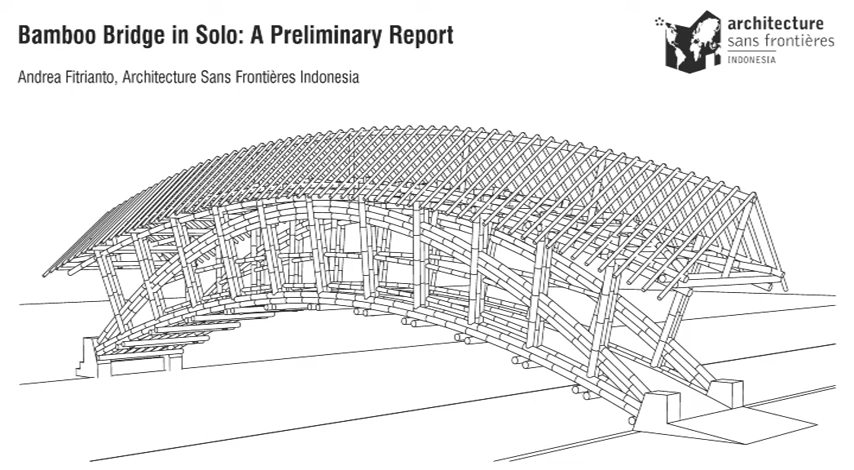 Bamboo Bridge in Solo: A Preliminary Report
Andrea Fitrianto, Architecture Sans Frontières Indonesia
architecture
sans frontières
INDONESIA